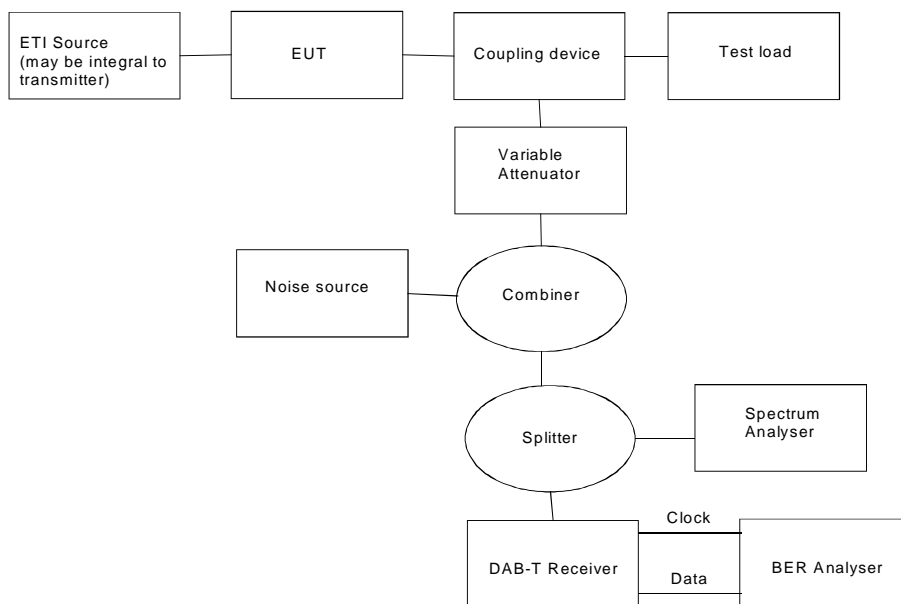 ETI Source
(may be integral to
transmitter)
EUT
Coupling device
Test load
Variable
Attenuator
Noise source
Combiner
Splitter
Spectrum
Analyser
Clock
DAB-T Receiver
Data
BER Analyser